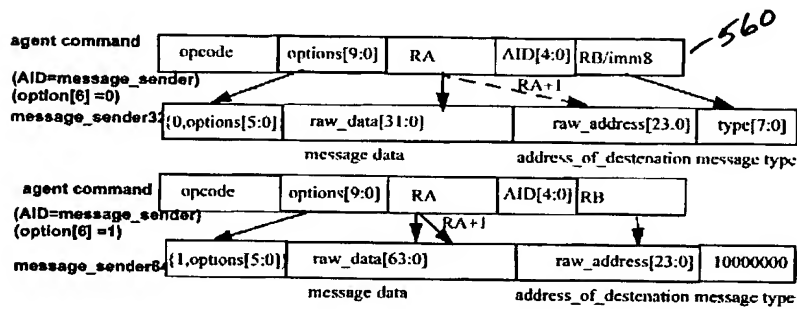 560
agent command
opcode options[9:0] RA AID[4:0] RB/imm8
(AID=message_sender)
(option[6] =0)
RA+1
message_sender32 {0,options[5:0]} raw_data[31:0] raw_address[23:0] type[7:0]
message data address_of_destenation message type
agent command opcode options[9:0] RA AID[4:0] RB
(AID=message_sender)
(option[6] =1)
RA+1
message_sender64 {1,options[5:0]} raw_data[63:0] raw_address[23:0] 10000000
message data address_of_destenation message type